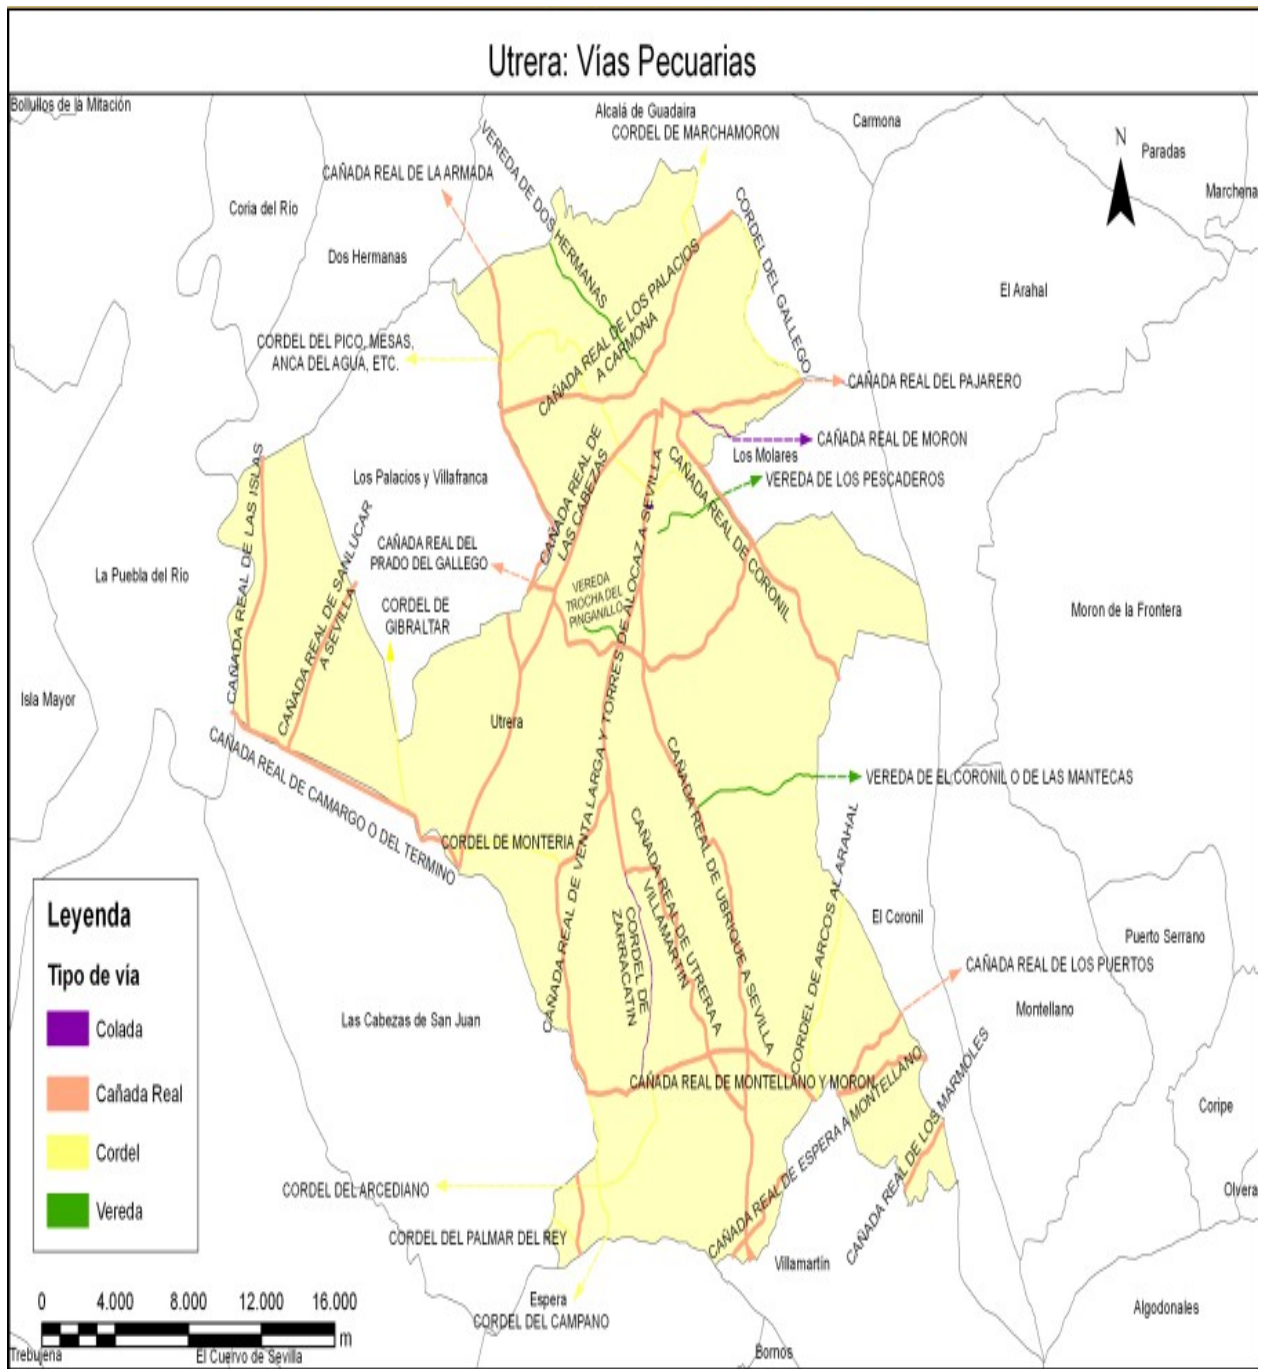 Utrera: Vías Pecuarias
Bollullos de la Mitación
Alcalá de Guadaira
CORDEL DE MARCHAMORON
Carmona
N
Paradas
Marchena
VEREDA DE DOS HERMANAS
CAÑADA REAL DE LA ARMADA
Coria del Río
Dos Hermanas
CORDEL DEL GALLEGO
El Arahal
CAÑADA REAL DE LOS PALACIOS
A CARMONA
CORDEL DEL PICO, MESAS,
ANCA DEL AGUA, ETC.
CAÑADA REAL DEL PAJARERO
CAÑADA REAL DE MORON
Los Molares
VEREDA DE LOS PESCADEROS
CAÑADA REAL DE
LAS CABEZAS
CAÑADA REAL DE CORONIL
Los Palacios y Villafranca
CAÑADA REAL DE LAS ISLAS
CAÑADA REAL DE SANLUCAR
A SEVILLA
CAÑADA REAL DEL
PRADO DEL GALLEGO
La Puebla del Río
VEREDA
TROCHA DEL
PINGANILLO
CORDEL DE
GIBRALTAR
Moron de la Frontera
Isla Mayor
Utrera
CAÑADA REAL DE VENTA LARGA Y TORRES DE ALOCAZ A SEVILLA
CAÑADA REAL DE CAMARGO O DEL TERMINO
VEREDA DE EL CORONIL O DE LAS MANTECAS
CORDEL DE MONTERIA
CAÑADA REAL DE UBRIQUE A SEVILLA
CAÑADA REAL DE UTRERA A
VILLAMARTIN
CORDEL DE
ZARRACATIN
CORDEL DE ARCOS AL ARAHAL
El Coronil
Puerto Serrano
CAÑADA REAL DE LOS PUERTOS
Montellano
Las Cabezas de San Juan
CAÑADA REAL DE MONTELLANO Y MORON
CAÑADA REAL DE ESPERA A MONTELLANO
CAÑADA REAL DE LOS MARMOLES
Coripe
Olvera
CORDEL DEL ARCEDIANO
CORDEL DEL PALMAR DEL REY
Villamartín
Espera
CORDEL DEL CAMPANO
Algodonales
Bornos
Leyenda
Tipo de vía
Colada
Cañada Real
Cordel
Vereda
0 4.000 8.000 12.000 16.000
m
Trebujena
El Cuervo de Sevilla